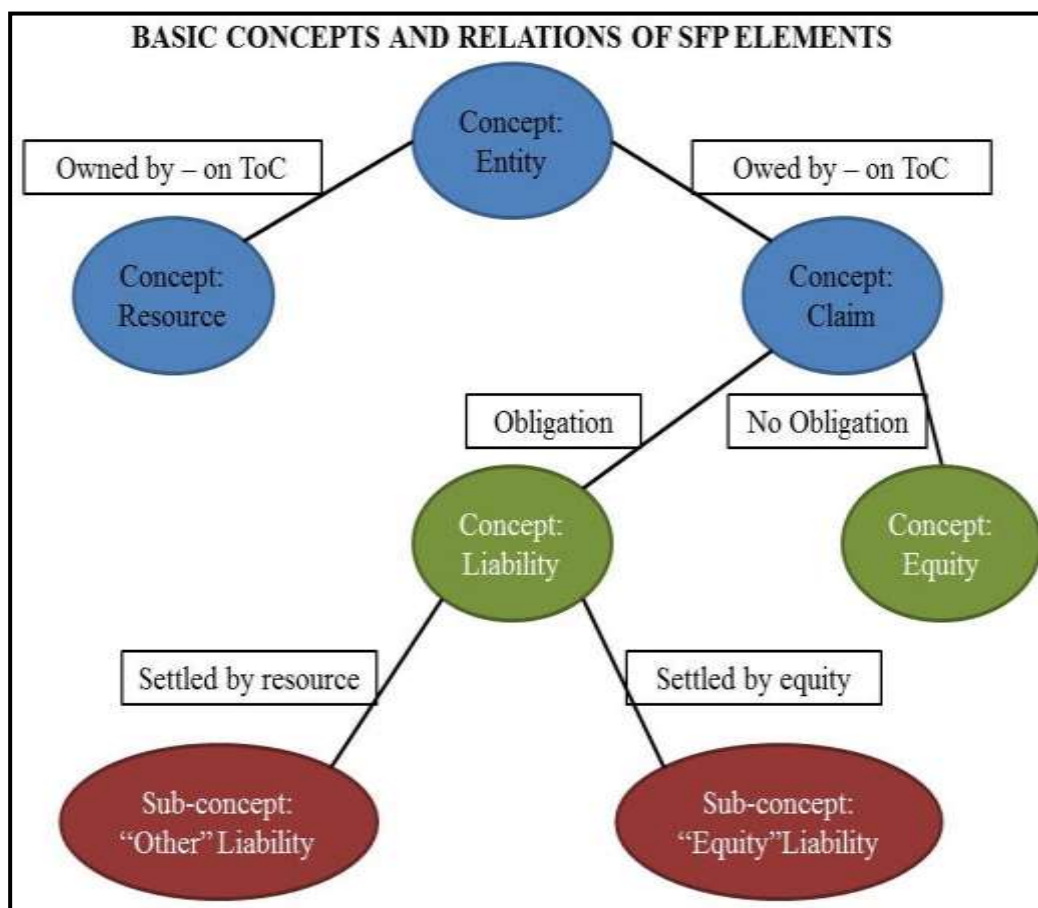 BASIC CONCEPTS AND RELATIONS OF SFP ELEMENTS
Concept:
Entity
Owned by – on ToC
Owed by – on ToC
Concept:
Resource
Concept:
Claim
Obligation
No Obligation
Concept:
Liability
Concept:
Equity
Settled by resource
Settled by equity
Sub-concept:
“Other” Liability
Sub-concept:
“Equity”Liability